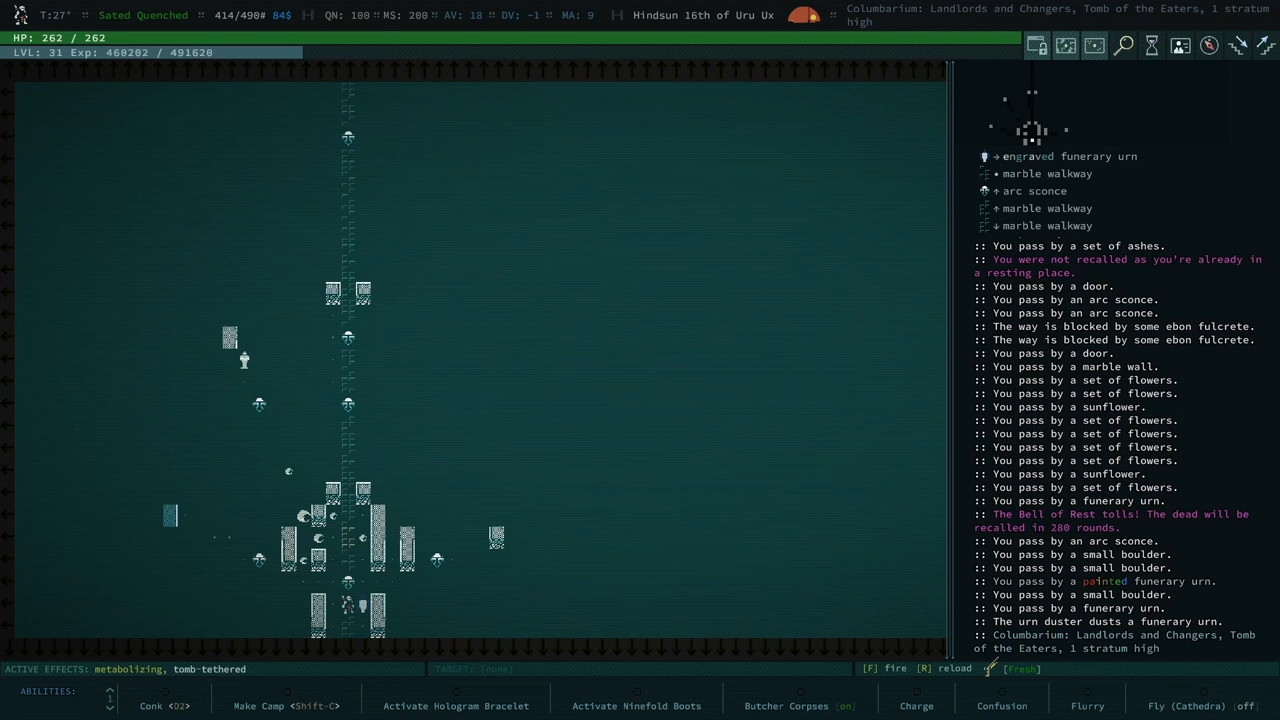 T:27° Sated Quenched :: 414/490# 84$ QN: 100 :: MS: 200 :: AV: 18 :: DV: -1 :: MA: 9 Hindsun 16th of Uru Ux :: Columbarium: Landlords and Changers, Tomb of the Eaters, 1 stratum high
HP: 262 / 262
LVL: 31 Exp: 460202 / 491620
engraved funerary urn
marble walkway
arc sconce
marble walkway
marble walkway
:: You pass by a set of ashes.
:: You were not recalled as you're already in
a resting place.
:: You pass by a door.
:: You pass by an arc sconce.
:: You pass by an arc sconce.
:: The way is blocked by some ebon fulcrete.
:: The way is blocked by some ebon fulcrete.
:: You pass by a door.
:: You pass by a marble wall.
:: You pass by a set of flowers.
:: You pass by a set of flowers.
:: You pass by a sunflower.
:: You pass by a set of flowers.
:: You pass by a set of flowers.
:: You pass by a set of flowers.
:: You pass by a set of flowers.
:: You pass by a sunflower.
:: You pass by a set of flowers.
:: You pass by a funerary urn.
:: The Bell of Rest tolls! The dead will be
recalled in 280 rounds.
:: You pass by an arc sconce.
:: You pass by a small boulder.
:: You pass by a small boulder.
:: You pass by a painted funerary urn.
:: You pass by a small boulder.
:: You pass by a funerary urn.
:: The urn duster dusts a funerary urn.
:: Columbarium: Landlords and Changers, Tomb
of the Eaters, 1 stratum high
ACTIVE EFFECTS: metabolizing, tomb-tethered
TARGET: [none]
[F] fire [R] reload [Fresh]
ABILITIES: 1 Conk <D2> Make Camp <Shift-C> Activate Hologram Bracelet Activate Ninefold Boots Butcher Corpses [on] Charge Confusion Flurry Fly (Cathedra) [off]